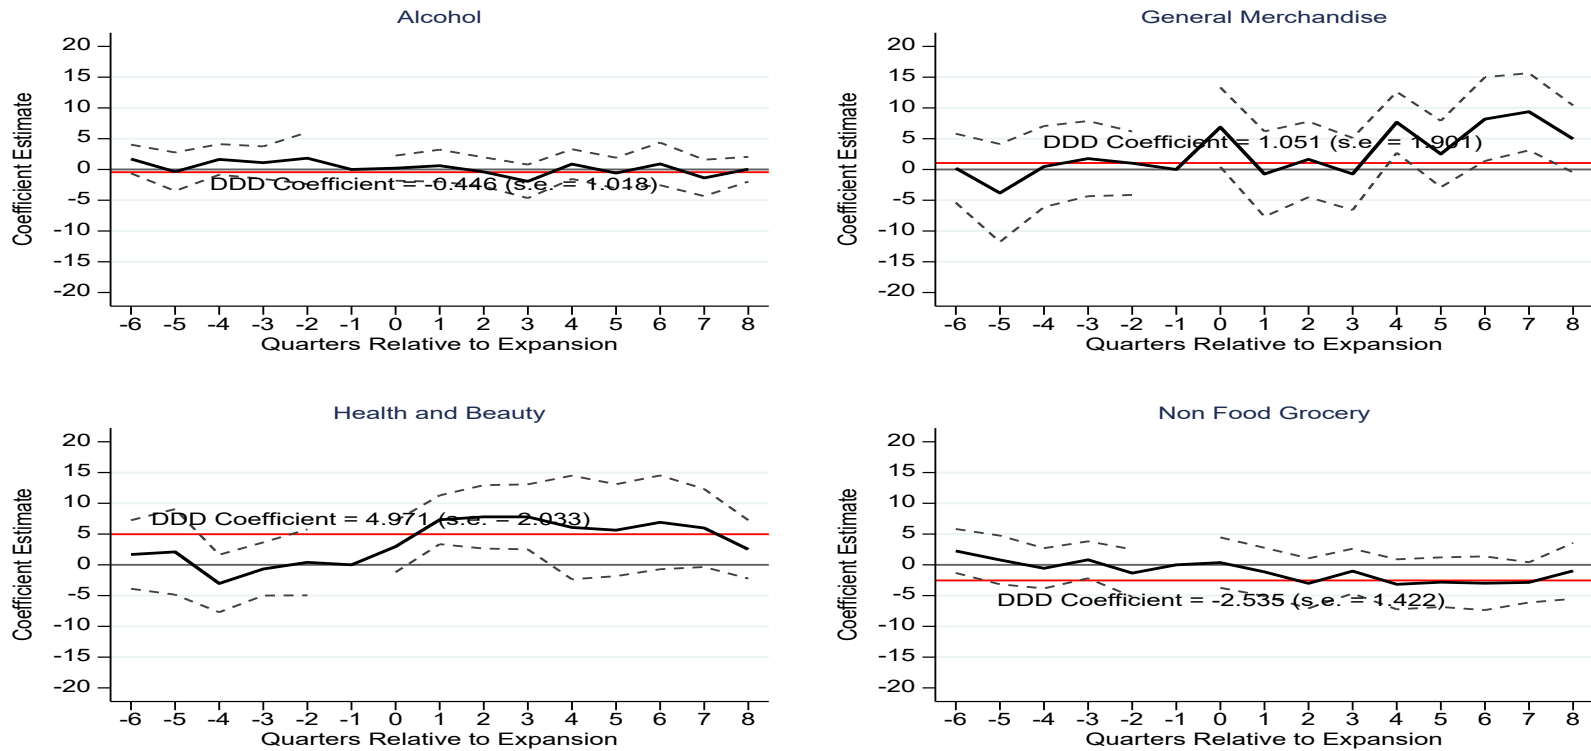 Alcohol
Coefficient Estimate
20
15
10
5
0
-5
-10
-15
-20
DDD Coefficient = -0.446 (s.e. = 1.018)
-6 -5 -4 -3 -2 -1 0 1 2 3 4 5 6 7 8
Quarters Relative to Expansion
General Merchandise
Coefficient Estimate
20
15
10
5
0
-5
-10
-15
-20
DDD Coefficient = 1.051 (s.e. = 1.901)
-6 -5 -4 -3 -2 -1 0 1 2 3 4 5 6 7 8
Quarters Relative to Expansion
Health and Beauty
Coefficient Estimate
20
15
10
5
0
-5
-10
-15
-20
DDD Coefficient = 4.971 (s.e. = 2.033)
-6 -5 -4 -3 -2 -1 0 1 2 3 4 5 6 7 8
Quarters Relative to Expansion
Non Food Grocery
Coefficient Estimate
20
15
10
5
0
-5
-10
-15
-20
DDD Coefficient = -2.535 (s.e. = 1.422)
-6 -5 -4 -3 -2 -1 0 1 2 3 4 5 6 7 8
Quarters Relative to Expansion